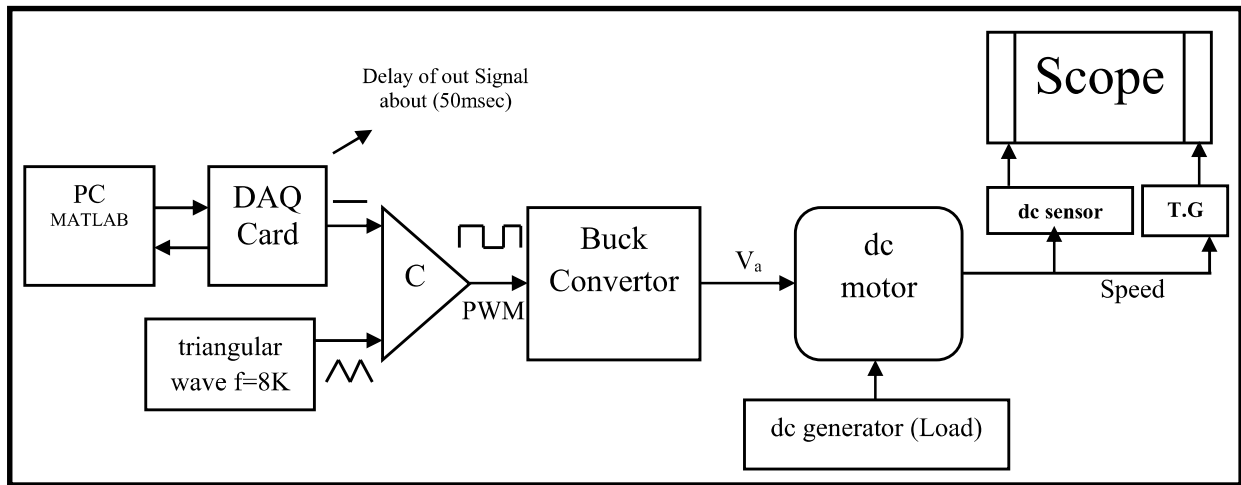 Delay of out Signal
about (50msec)
Scope
PC
MATLAB
DAQ
Card
dc sensor
T.G
C
PWM
Buck
Convertor
Va
dc
motor
Speed
triangular
wave f=8K
dc generator (Load)